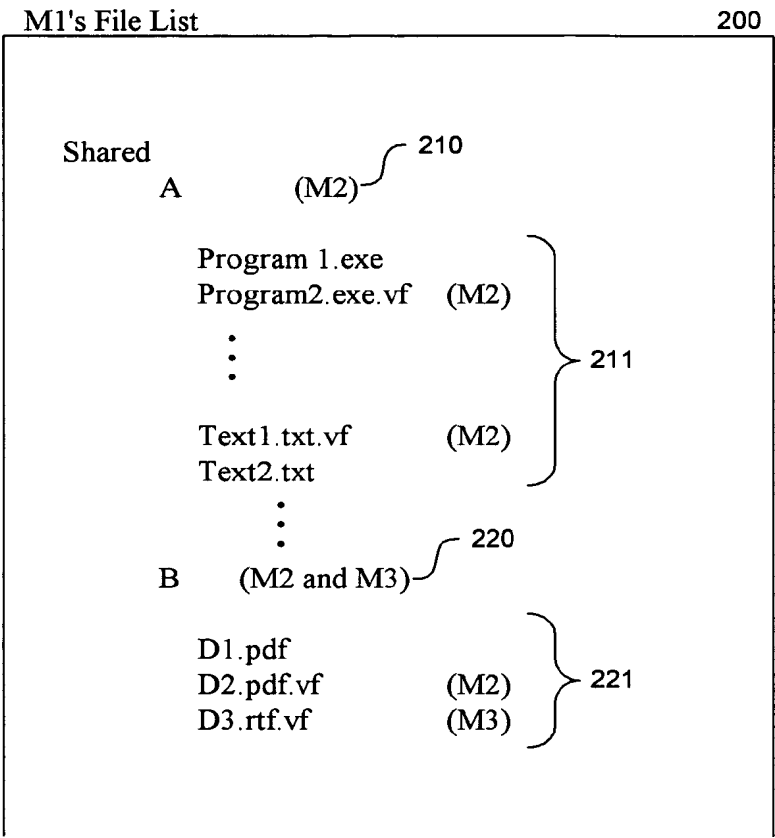 M1's File List 200
Shared
210
A (M2)
Program 1.exe
Program2.exe.vf (M2)
211
Text1.txt.vf (M2)
Text2.txt
220
B (M2 and M3)
D1.pdf
D2.pdf.vf (M2)
221
D3.rtf.vf (M3)